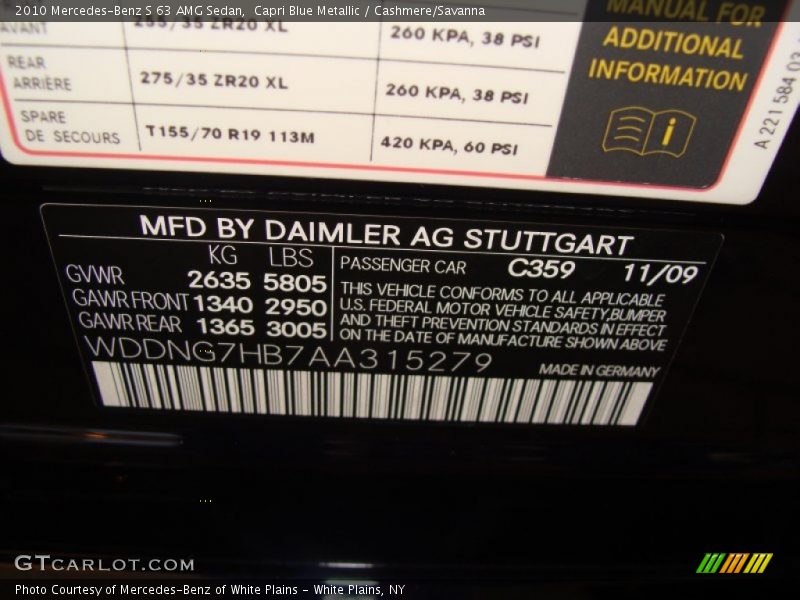 2010 Mercedes-Benz S 63 AMG Sedan, Capri Blue Metallic / Cashmere/Savanna
AVANT 255/35 ZR20 XL 260 KPA, 38 PSI
REAR
ARRIÈRE 275/35 ZR20 XL 260 KPA, 38 PSI
SPARE
DE SECOURS T155/70 R19 113M 420 KPA, 60 PSI
MANUAL FOR
ADDITIONAL
INFORMATION
A 221 584 03
MFD BY DAIMLER AG STUTTGART
KG LBS
GVWR 2635 5805
GAWR FRONT 1340 2950
GAWR REAR 1365 3005
PASSENGER CAR C359 11/09
THIS VEHICLE CONFORMS TO ALL APPLICABLE
U.S. FEDERAL MOTOR VEHICLE SAFETY,BUMPER
AND THEFT PREVENTION STANDARDS IN EFFECT
ON THE DATE OF MANUFACTURE SHOWN ABOVE
WDDNG7HB7AA315279
MADE IN GERMANY
GTCARLOT.COM
Photo Courtesy of Mercedes-Benz of White Plains - White Plains, NY